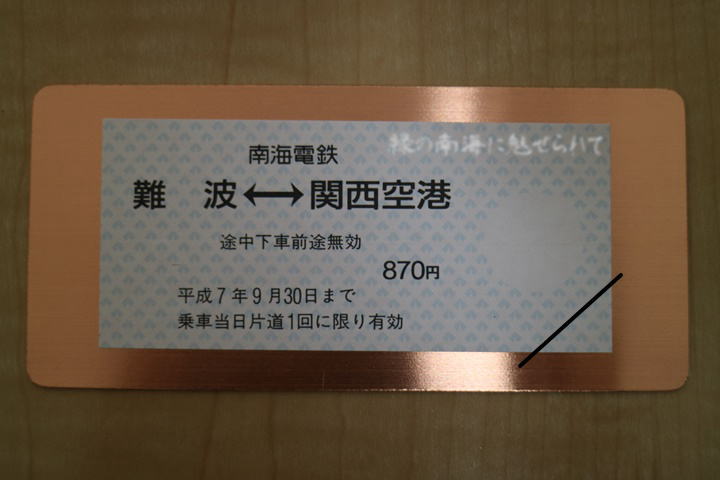 緑の南海に魅せられて
南海電鉄
難 波⟷関西空港
途中下車前途無効
870円
平成7年9月30日まで
乗車当日片道1回に限り有効